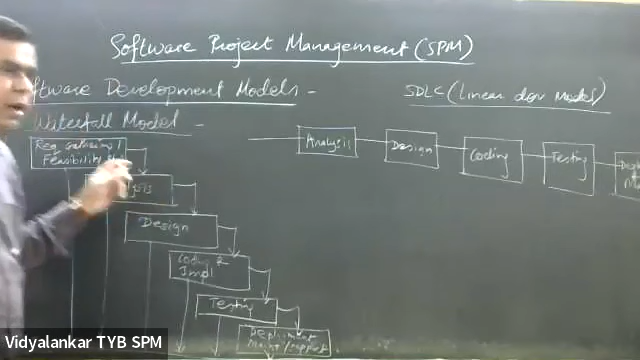 Software Project Management (SPM)
ftware Development Models -
SDLC (Linear dev models)
Waterfall Model -
Req. Gathering /
Feasibility
Analysis
Design
Coding
Testing
Design
Coding &
Impl
Testing
Deployment
Vidyalankar TYB SPM